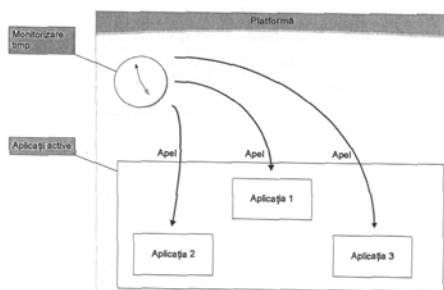 Platformă
Monitorizare
timp
Aplicații active
Apel
Apel
Apel
Aplicația 1
Aplicația 2
Aplicația 3